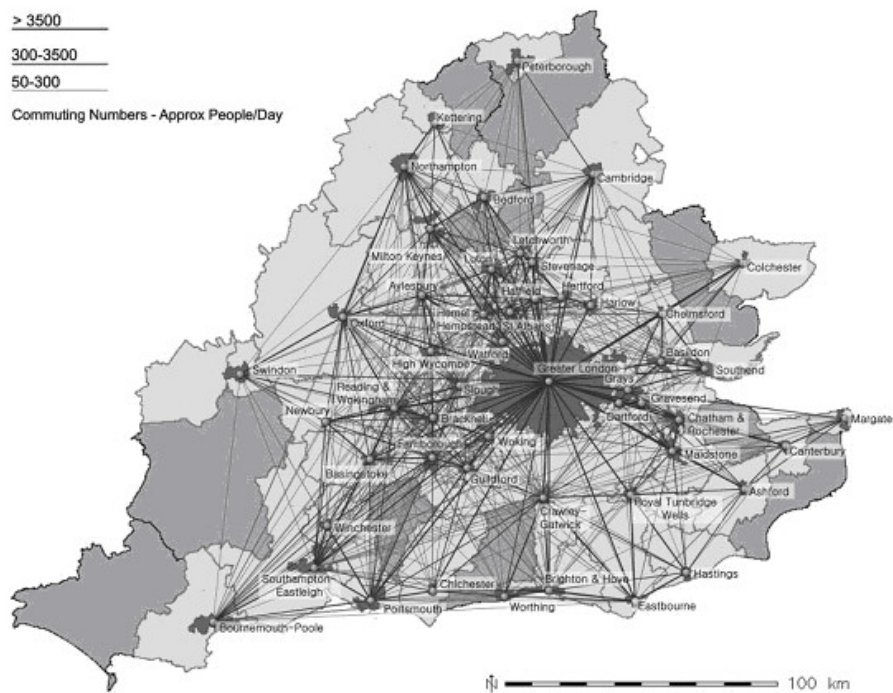 > 3500
300-3500
50-300
Commuting Numbers - Approx People/Day
Peterborough
Kettering
Northampton
Cambridge
Bedford
Letchworth
Milton Keynes
Luton
Stevenage
Colchester
Aylesbury
Hatfield
Hertford
Harlow
Hemel
Hempstead
St Albans
Chelmsford
Oxford
Watford
High Wycombe
Basildon
Southend
Swindon
Greater London
Reading &
Wokingham
Slough
Grays
Newbury
Gravesend
Bracknell
Dartford
Chatham &
Rochester
Margate
Farnborough
Woking
Maidstone
Canterbury
Basingstoke
Guildford
Ashford
Royal Tunbridge
Wells
Crawley-
Gatwick
Winchester
Southampton
Eastleigh
Chichester
Brighton & Hove
Hastings
Portsmouth
Worthing
Eastbourne
Bournemouth-Poole
N
100 km